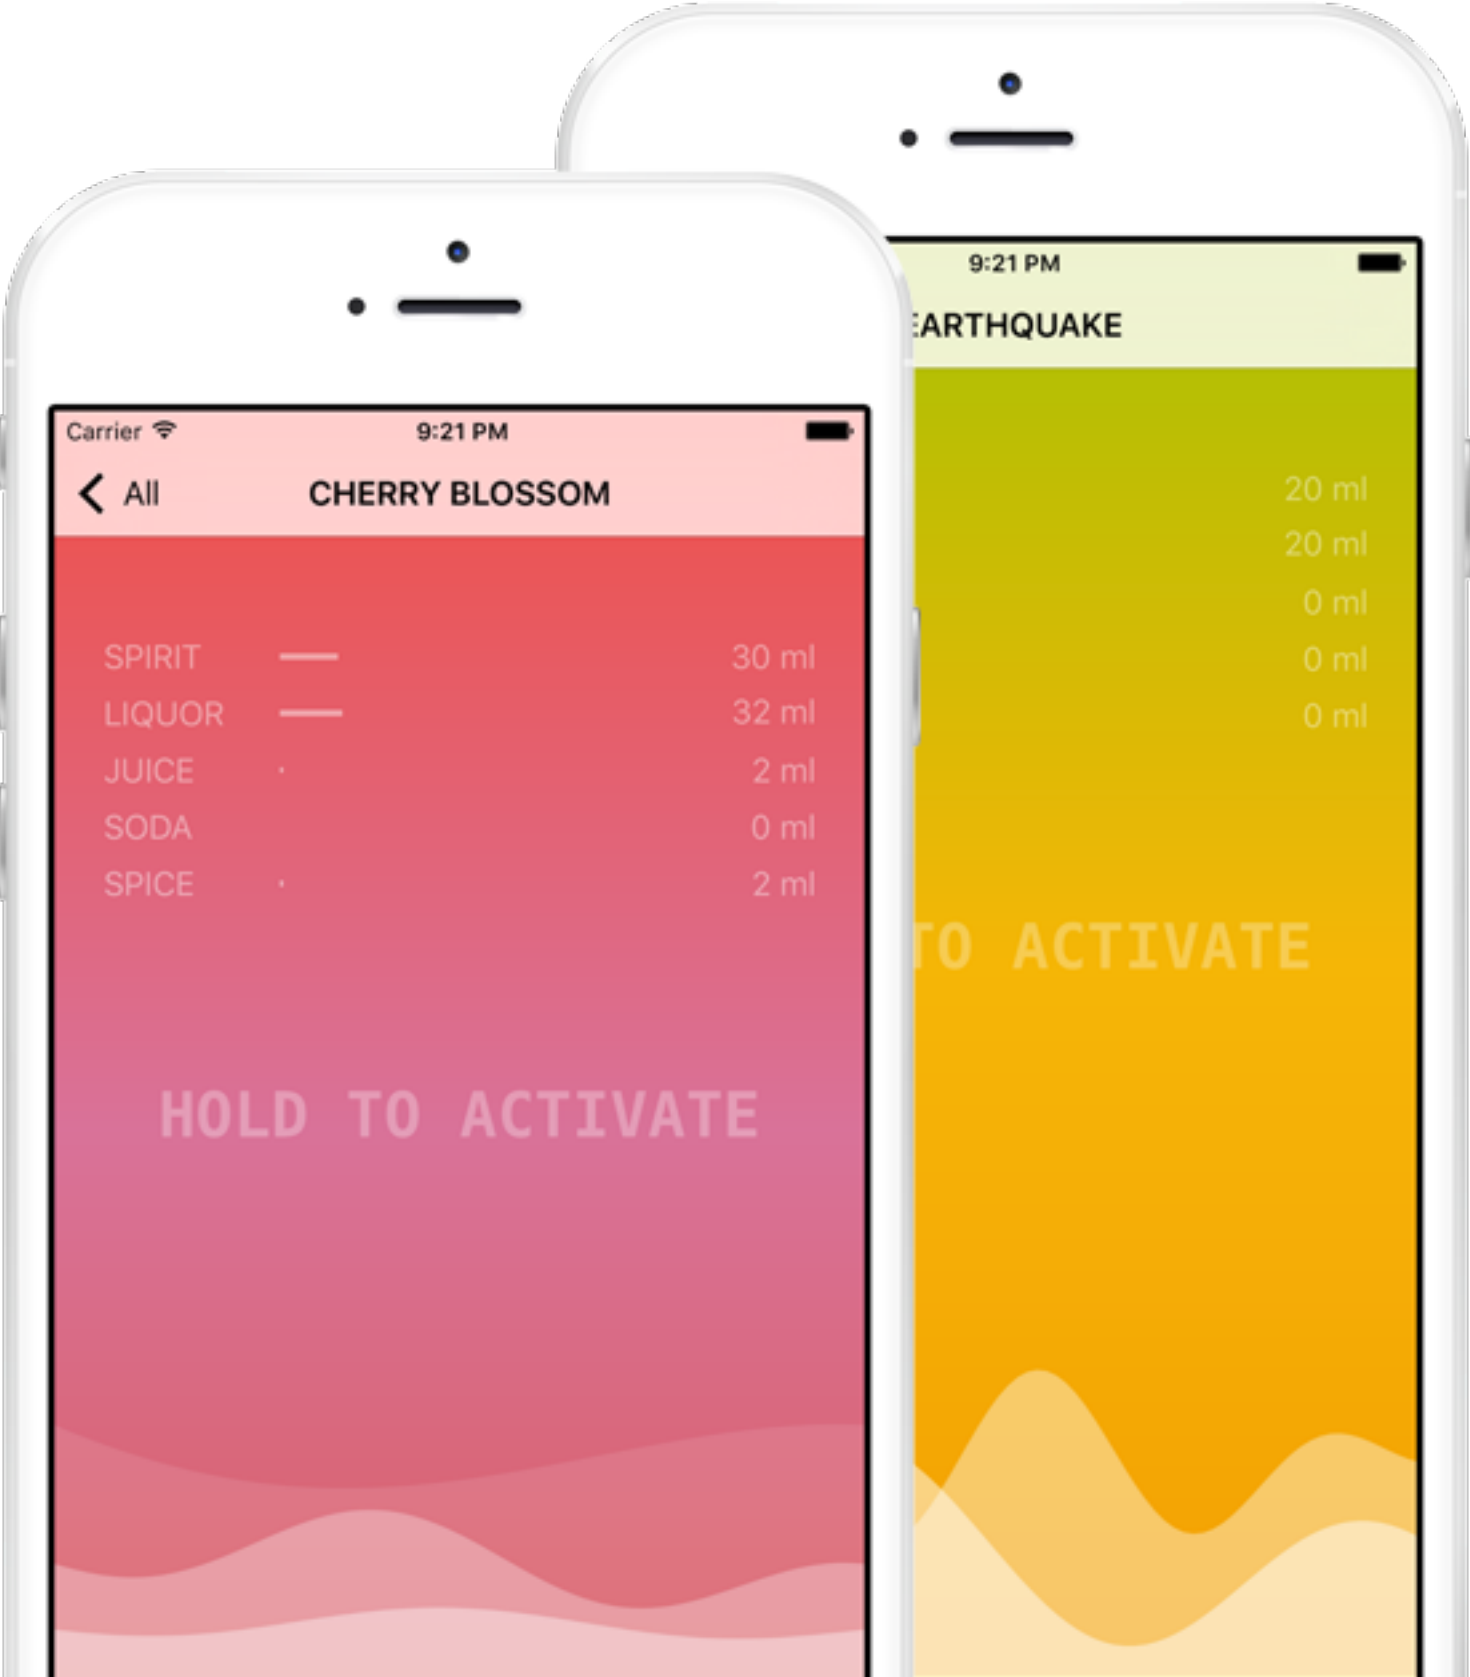 Carrier 9:21 PM
All CHERRY BLOSSOM
SPIRIT 30 ml
LIQUOR 32 ml
JUICE 2 ml
SODA 0 ml
SPICE 2 ml
HOLD TO ACTIVATE
9:21 PM
EARTHQUAKE
20 ml
20 ml
0 ml
0 ml
0 ml
TO ACTIVATE